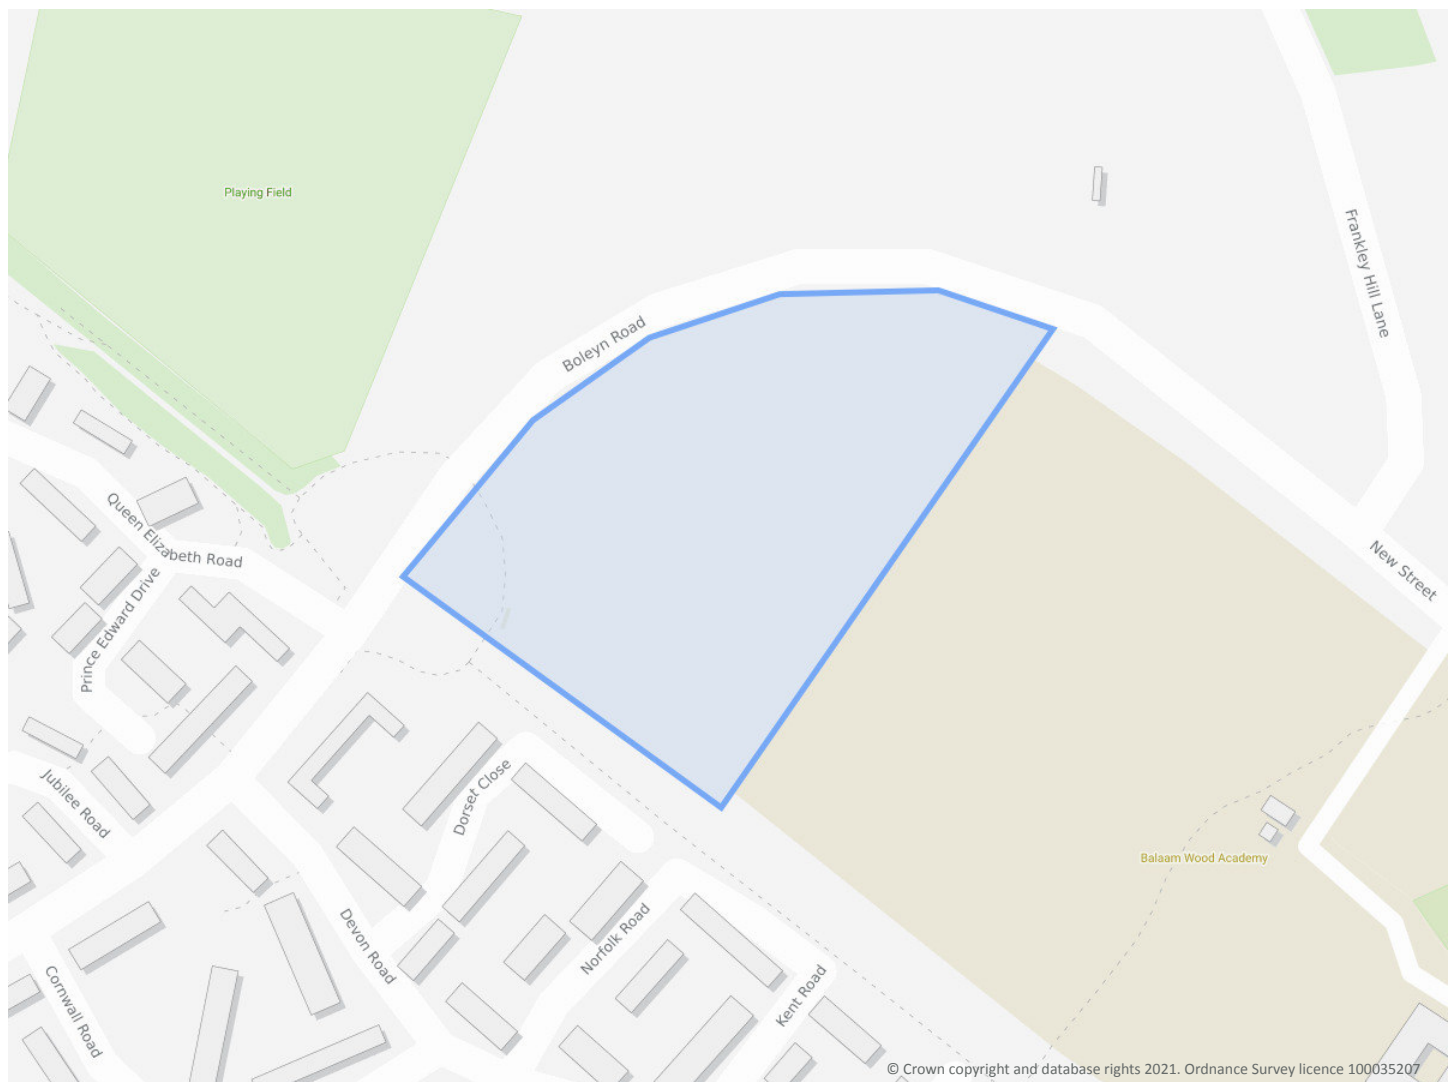 Playing Field
Frankley Hill Lane
Boleyn Road
Queen Elizabeth Road
New Street
Prince Edward Drive
Jubilee Road
Dorset Close
Balaam Wood Academy
Devon Road
Norfolk Road
Cornwall Road
Kent Road
© Crown copyright and database rights 2021. Ordnance Survey licence 100035207